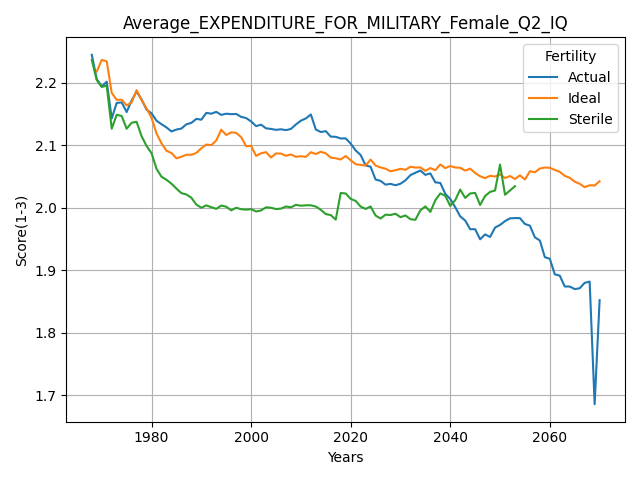 Average_EXPENDITURE_FOR_MILITARY_Female_Q2_IQ
Fertility
Actual
Ideal
Sterile
Score(1-3)
2.2
2.1
2.0
1.9
1.8
1.7
1980
2000
2020
2040
2060
Years